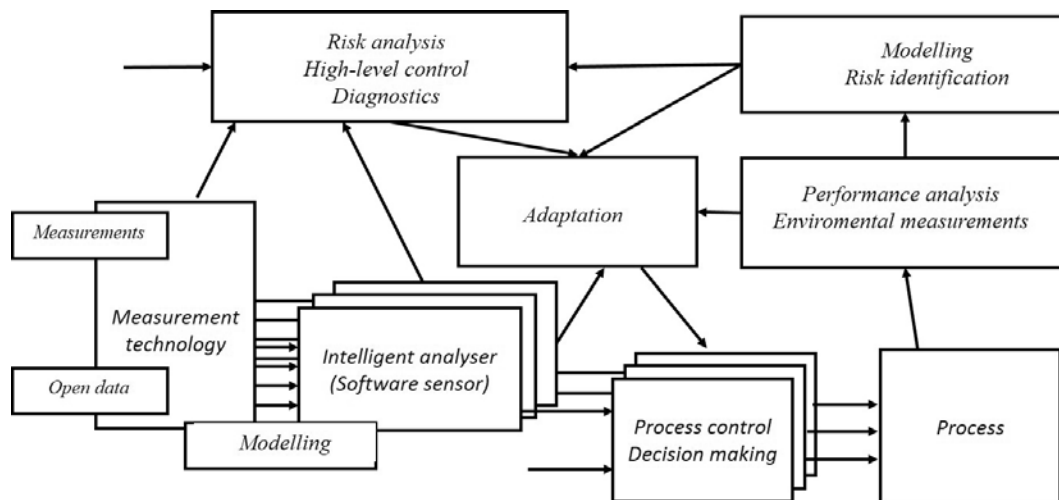 Risk analysis
High-level control
Diagnostics
Modelling
Risk identification
Adaptation
Performance analysis
Enviromental measurements
Measurements
Measurement
technology
Open data
Intelligent analyser
(Software sensor)
Modelling
Process control
Decision making
Process